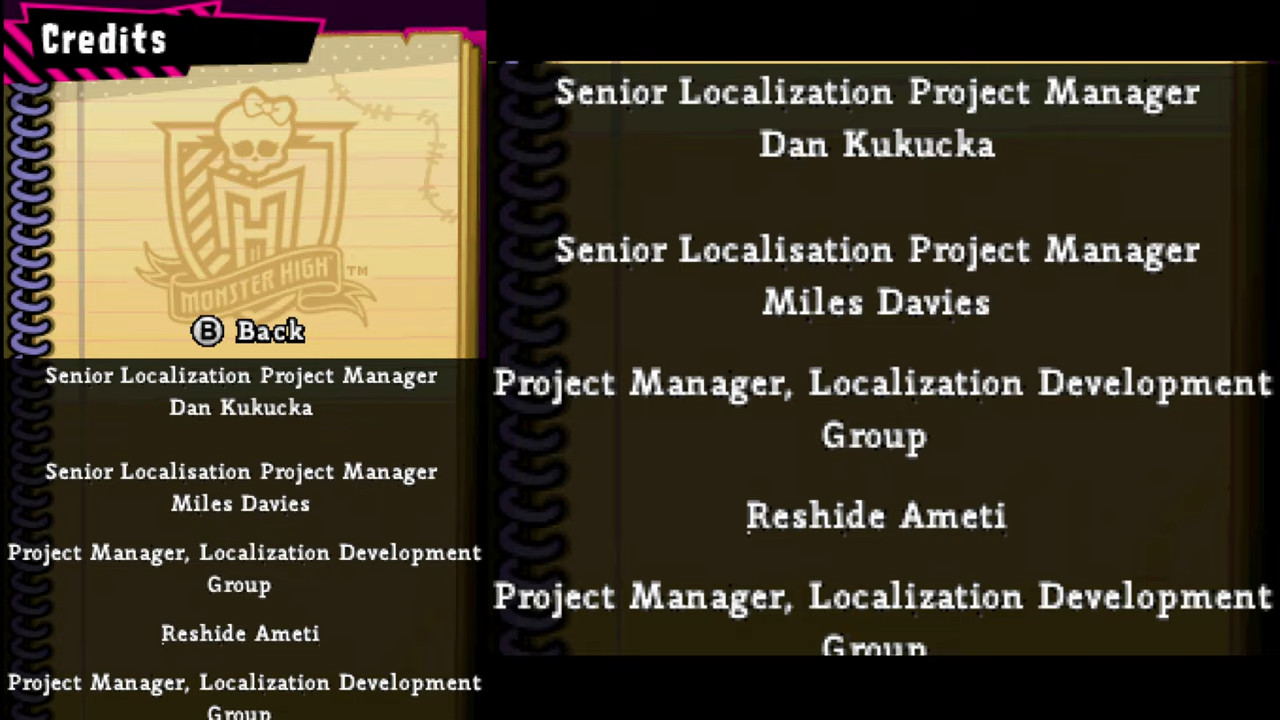 Credits
MONSTER HIGH
TM
B Back
Senior Localization Project Manager
Dan Kukucka
Senior Localisation Project Manager
Miles Davies
Project Manager, Localization Development
Group
Reshide Ameti
Project Manager, Localization Development
Group
Senior Localization Project Manager
Dan Kukucka
Senior Localisation Project Manager
Miles Davies
Project Manager, Localization Development
Group
Reshide Ameti
Project Manager, Localization Development
Group